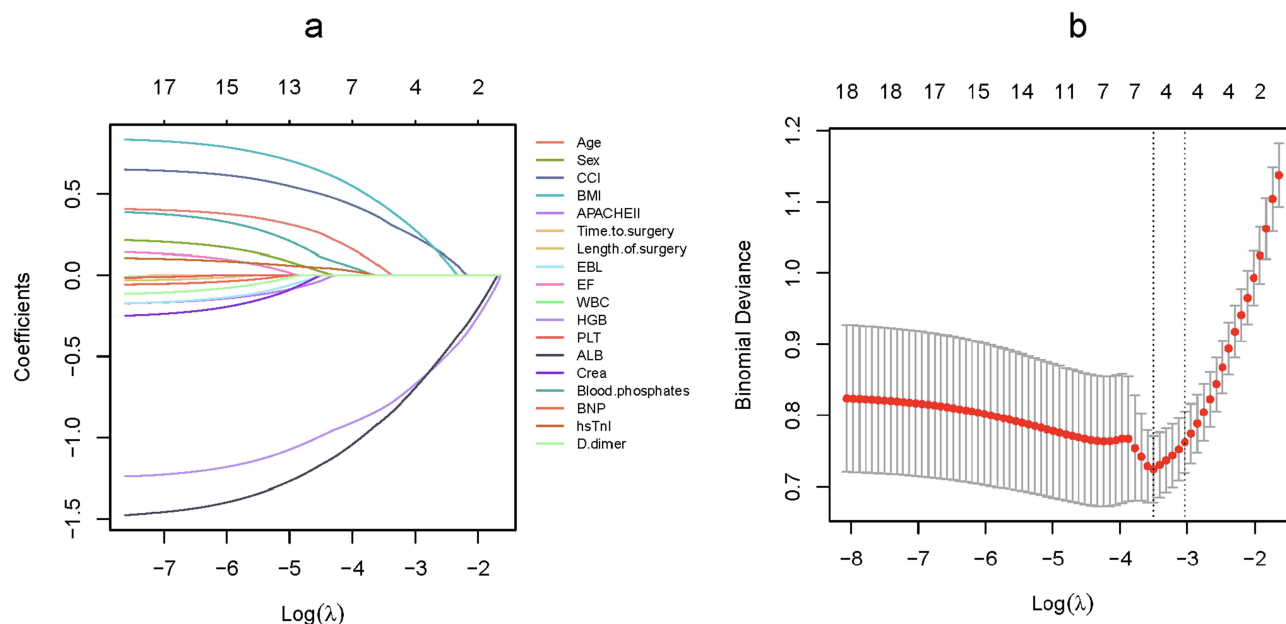 a
17 15 13 7 4 2
Coefficients
0.5
0.0
−0.5
−1.0
−1.5
−7 −6 −5 −4 −3 −2
Log(λ)
Age
Sex
CCI
BMI
APACHEII
Time.to.surgery
Length.of.surgery
EBL
EF
WBC
HGB
PLT
ALB
Crea
Blood.phosphates
BNP
hsTnI
D.dimer
b
18 18 17 15 14 11 7 7 4 4 4 2
Binomial Deviance
1.2
1.1
1.0
0.9
0.8
0.7
−8 −7 −6 −5 −4 −3 −2
Log(λ)